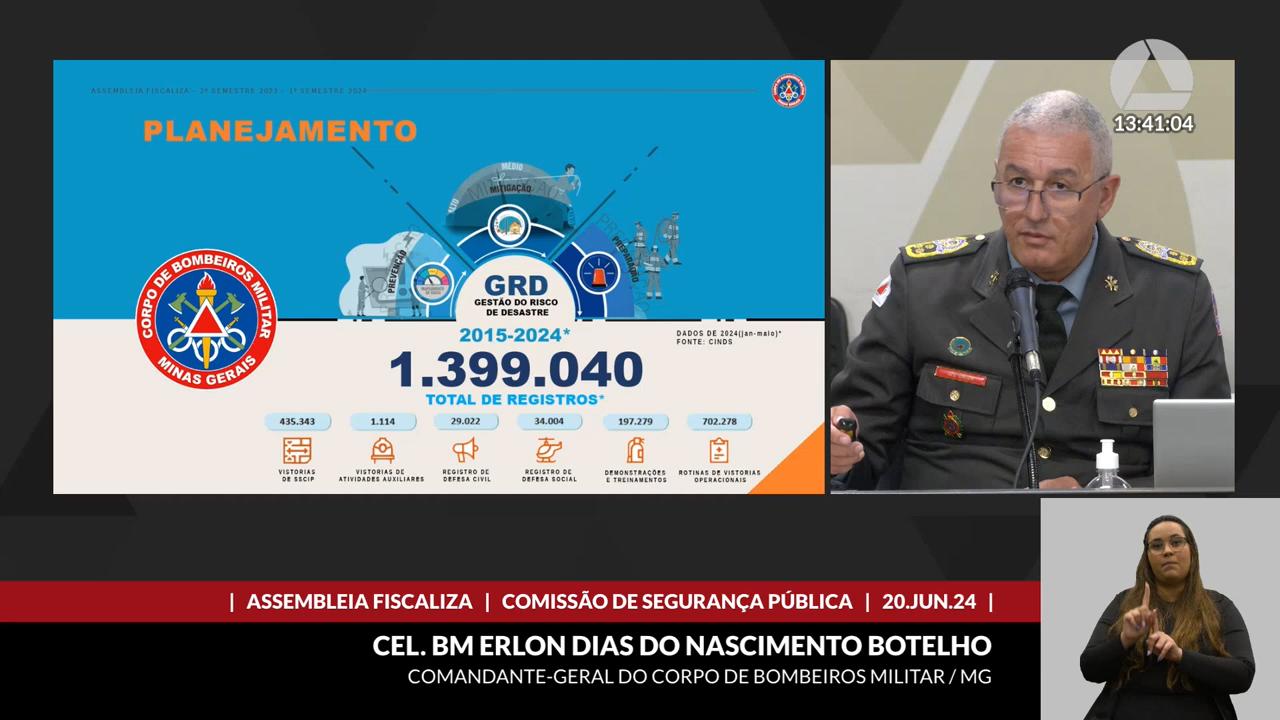 ASSEMBLEIA FISCALIZA - 2º SEMESTRE 2023 - 1º SEMESTRE 2024
PLANEJAMENTO
13:41:04
MÉDIO
MITIGAÇÃO
ALTO
PREVENÇÃO
PREPARAÇÃO
CORPO DE BOMBEIROS MILITAR
MINAS GERAIS
GRD
GESTÃO DO RISCO
DE DESASTRE
2015-2024*
DADOS DE 2024(jan-maio)*
FONTE: CINDS
1.399.040
TOTAL DE REGISTROS*
435.343 1.114 29.022 34.004 197.279 702.278
VISTORIAS
DE SSCIP
VISTORIAS DE
ATIVIDADES AUXILIARES
REGISTRO DE
DEFESA CIVIL
REGISTRO DE
DEFESA SOCIAL
DEMONSTRAÇÕES
E TREINAMENTOS
ROTINAS DE VISTORIAS
OPERACIONAIS
| ASSEMBLEIA FISCALIZA | COMISSÃO DE SEGURANÇA PÚBLICA | 20.JUN.24 |
CEL. BM ERLON DIAS DO NASCIMENTO BOTELHO
COMANDANTE-GERAL DO CORPO DE BOMBEIROS MILITAR / MG